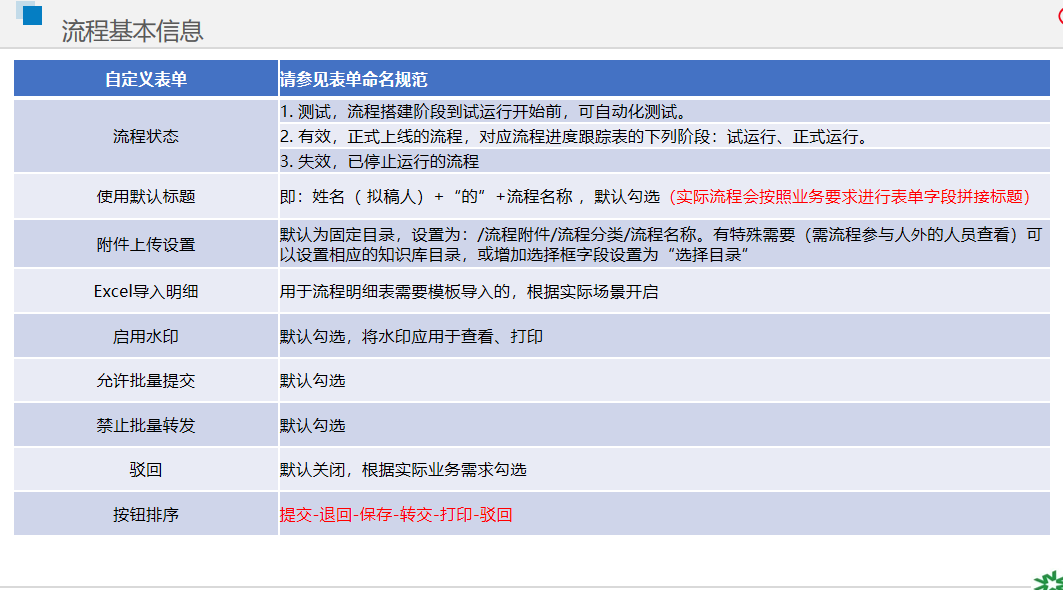 流程基本信息
自定义表单 请参见表单命名规范
流程状态
1. 测试，流程搭建阶段到试运行开始前，可自动化测试。
2. 有效，正式上线的流程，对应流程进度跟踪表的下列阶段：试运行、正式运行。
3. 失效，已停止运行的流程
使用默认标题 即：姓名（ 拟稿人）+“的”+流程名称 ，默认勾选（实际流程会按照业务要求进行表单字段拼接标题）
附件上传设置
默认为固定目录，设置为：/流程附件/流程分类/流程名称。有特殊需要（需流程参与人外的人员查看）可
以设置相应的知识库目录，或增加选择框字段设置为“选择目录”
Excel导入明细 用于流程明细表需要模板导入的，根据实际场景开启
启用水印 默认勾选，将水印应用于查看、打印
允许批量提交 默认勾选
禁止批量转发 默认勾选
驳回 默认关闭，根据实际业务需求勾选
按钮排序 提交-退回-保存-转交-打印-驳回